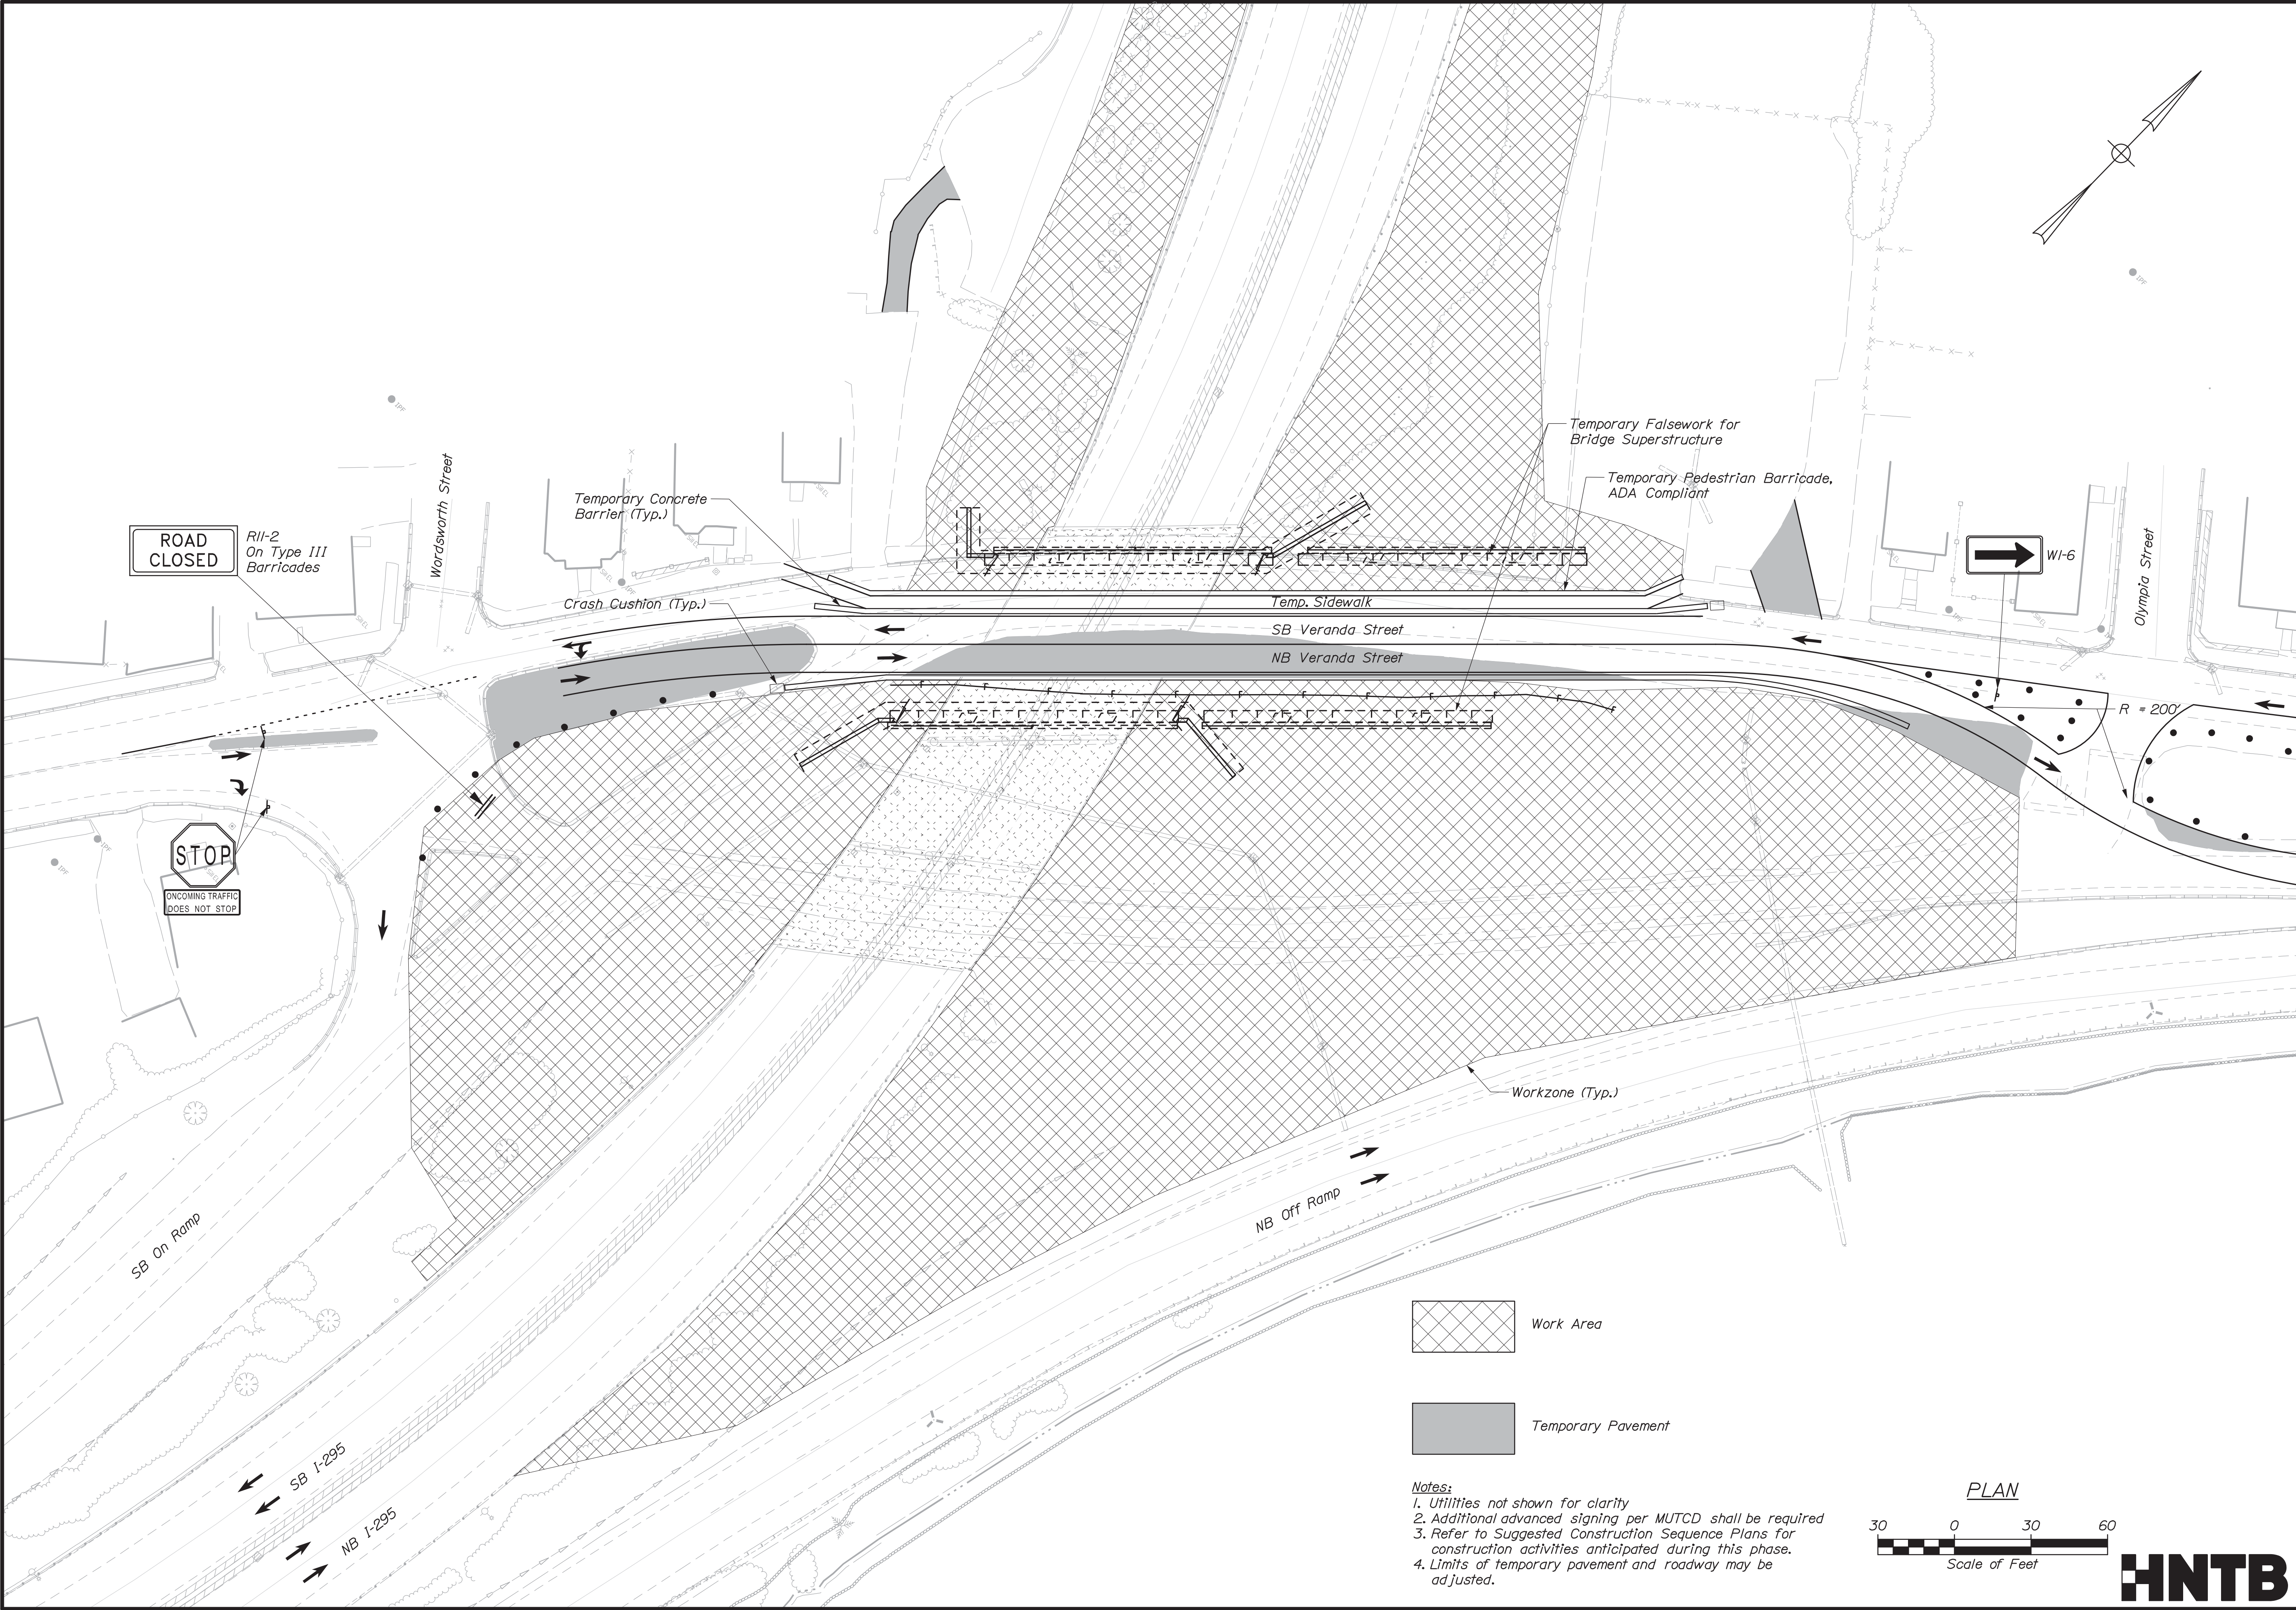 Temporary Falsework for
Bridge Superstructure
Temporary Pedestrian Barricade,
ADA Compliant
Temporary Concrete
Barrier (Typ.)
Wordsworth Street
ROAD
CLOSED
R11-2
On Type III
Barricades
W1-6
Olympia Street
Crash Cushion (Typ.)
Temp. Sidewalk
SB Veranda Street
NB Veranda Street
R = 200'
STOP
ONCOMING TRAFFIC
DOES NOT STOP
Workzone (Typ.)
NB Off Ramp
SB On Ramp
SB I-295
NB I-295
Work Area
Temporary Pavement
Notes:
1. Utilities not shown for clarity
2. Additional advanced signing per MUTCD shall be required
3. Refer to Suggested Construction Sequence Plans for
construction activities anticipated during this phase.
4. Limits of temporary pavement and roadway may be
adjusted.
PLAN
30 0 30 60
Scale of Feet
HNTB
IPF
IPF
IPF
IPF